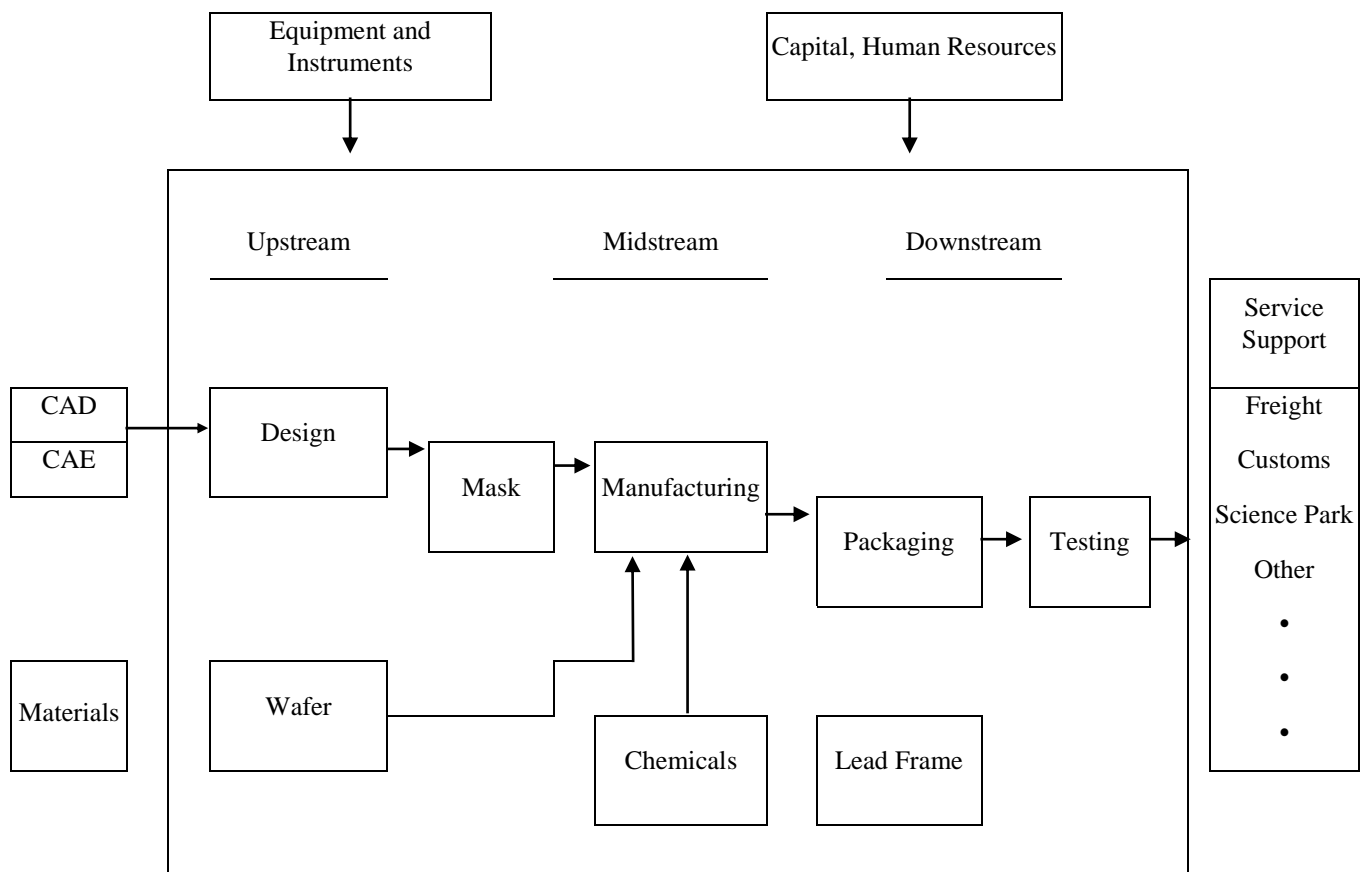 Equipment and
Instruments
Capital, Human Resources
Upstream
Midstream
Downstream
Service
Support
CAD
CAE
Design
Mask
Manufacturing
Packaging
Testing
Freight
Customs
Science Park
Other
•
•
•
Materials
Wafer
Chemicals
Lead Frame